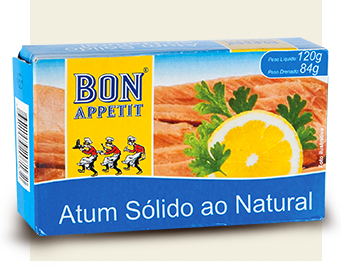 BON®
APPETIT
Peso Líquido: 120g
Peso Drenado: 84g
Atum Sólido ao Natural